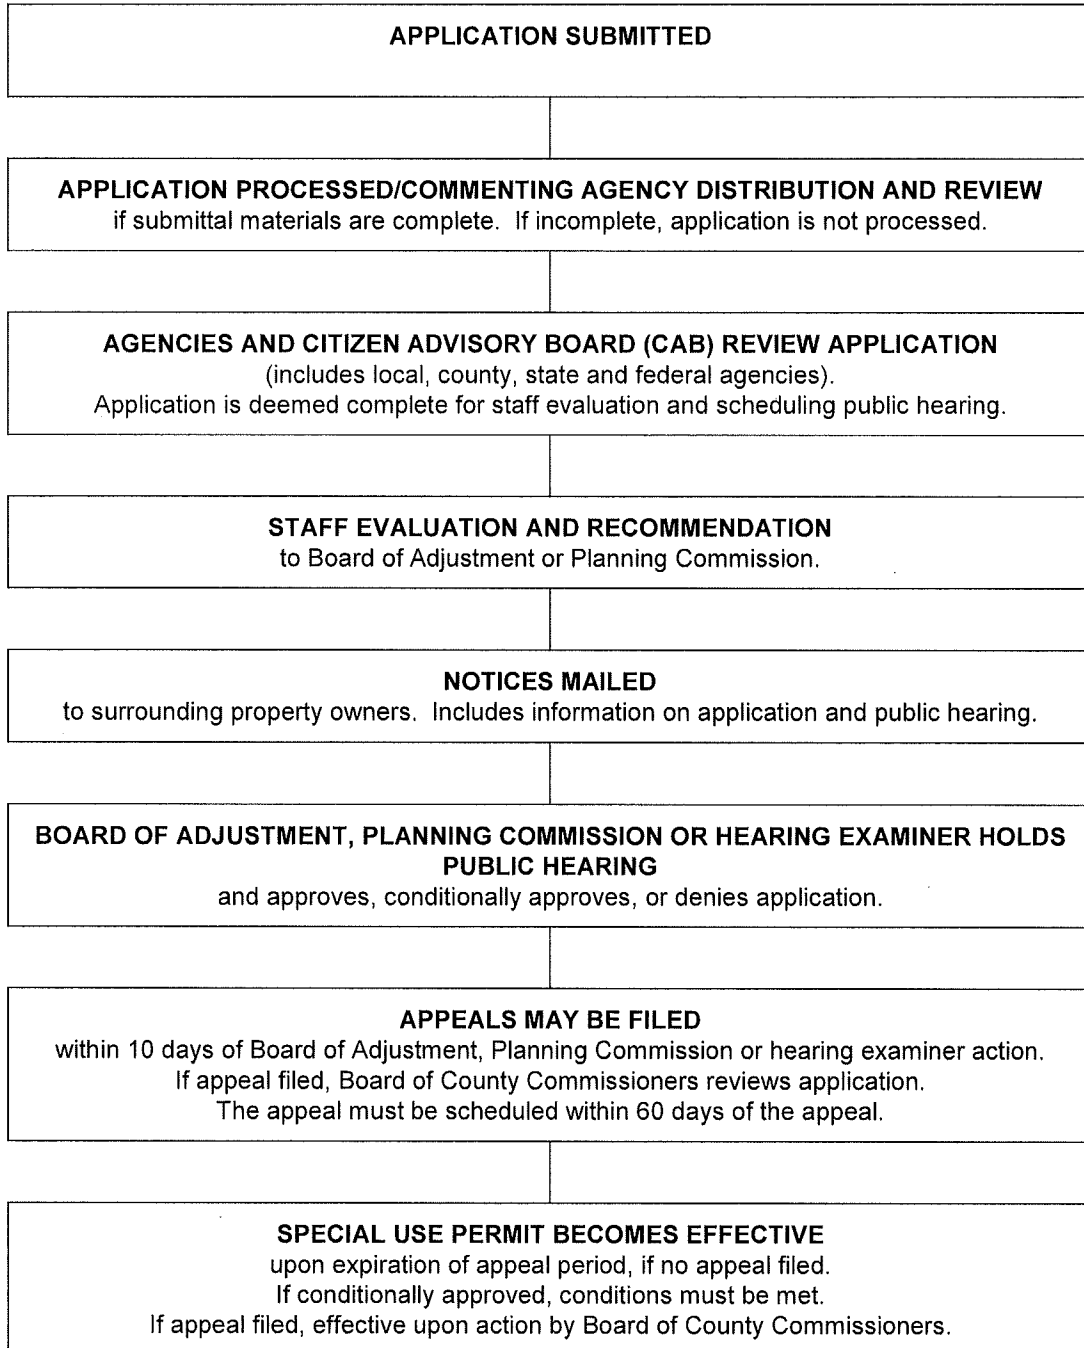 APPLICATION SUBMITTED
APPLICATION PROCESSED/COMMENTING AGENCY DISTRIBUTION AND REVIEW
if submittal materials are complete.  If incomplete, application is not processed.
AGENCIES AND CITIZEN ADVISORY BOARD (CAB) REVIEW APPLICATION
(includes local, county, state and federal agencies).
Application is deemed complete for staff evaluation and scheduling public hearing.
STAFF EVALUATION AND RECOMMENDATION
to Board of Adjustment or Planning Commission.
NOTICES MAILED
to surrounding property owners.  Includes information on application and public hearing.
BOARD OF ADJUSTMENT, PLANNING COMMISSION OR HEARING EXAMINER HOLDS
PUBLIC HEARING
and approves, conditionally approves, or denies application.
APPEALS MAY BE FILED
within 10 days of Board of Adjustment, Planning Commission or hearing examiner action.
If appeal filed, Board of County Commissioners reviews application.
The appeal must be scheduled within 60 days of the appeal.
SPECIAL USE PERMIT BECOMES EFFECTIVE
upon expiration of appeal period, if no appeal filed.
If conditionally approved, conditions must be met.
If appeal filed, effective upon action by Board of County Commissioners.